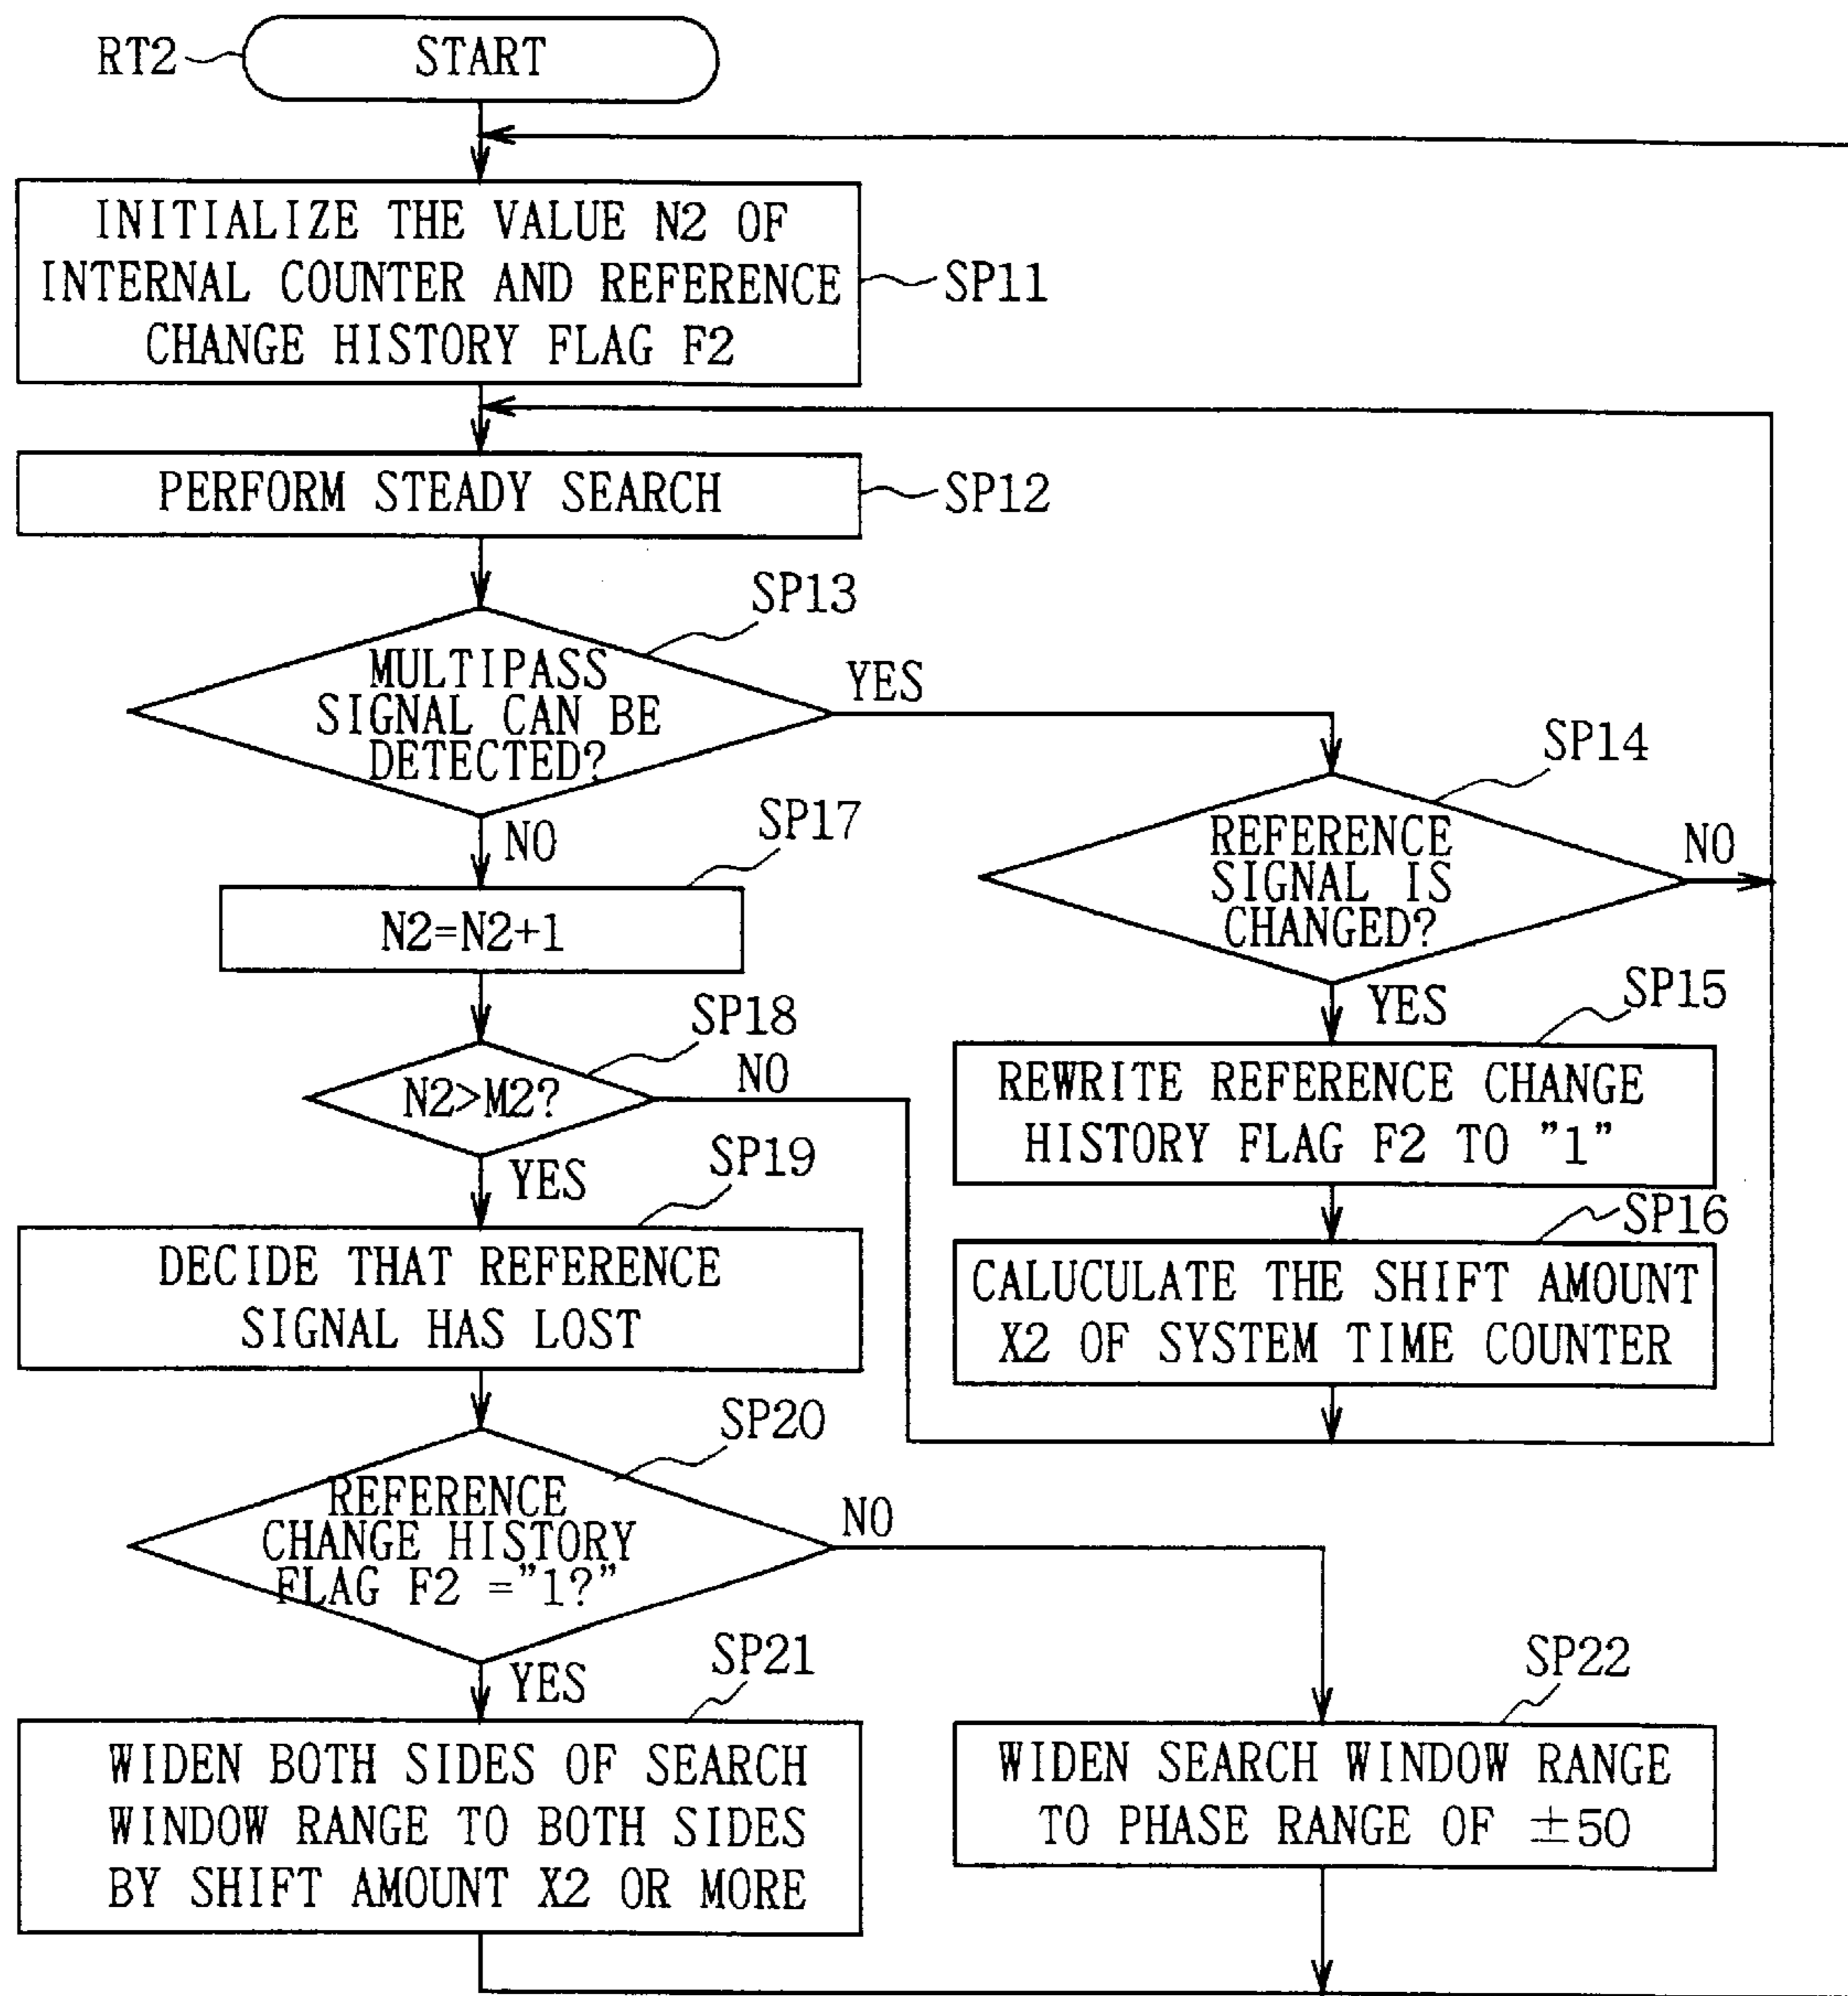 RT2
START
INITIALIZE THE VALUE N2 OF
INTERNAL COUNTER AND REFERENCE
CHANGE HISTORY FLAG F2
SP11
PERFORM STEADY SEARCH
SP12
SP13
MULTIPASS
SIGNAL CAN BE
DETECTED?
YES
NO
SP14
REFERENCE
SIGNAL IS
CHANGED?
NO
YES
SP17
N2=N2+1
SP15
REWRITE REFERENCE CHANGE
HISTORY FLAG F2 TO "1"
SP18
N2>M2?
NO
YES
SP16
CALUCULATE THE SHIFT AMOUNT
X2 OF SYSTEM TIME COUNTER
SP19
DECIDE THAT REFERENCE
SIGNAL HAS LOST
SP20
REFERENCE
CHANGE HISTORY
FLAG F2 ="1?"
NO
YES
SP21
WIDEN BOTH SIDES OF SEARCH
WINDOW RANGE TO BOTH SIDES
BY SHIFT AMOUNT X2 OR MORE
SP22
WIDEN SEARCH WINDOW RANGE
TO PHASE RANGE OF ±50